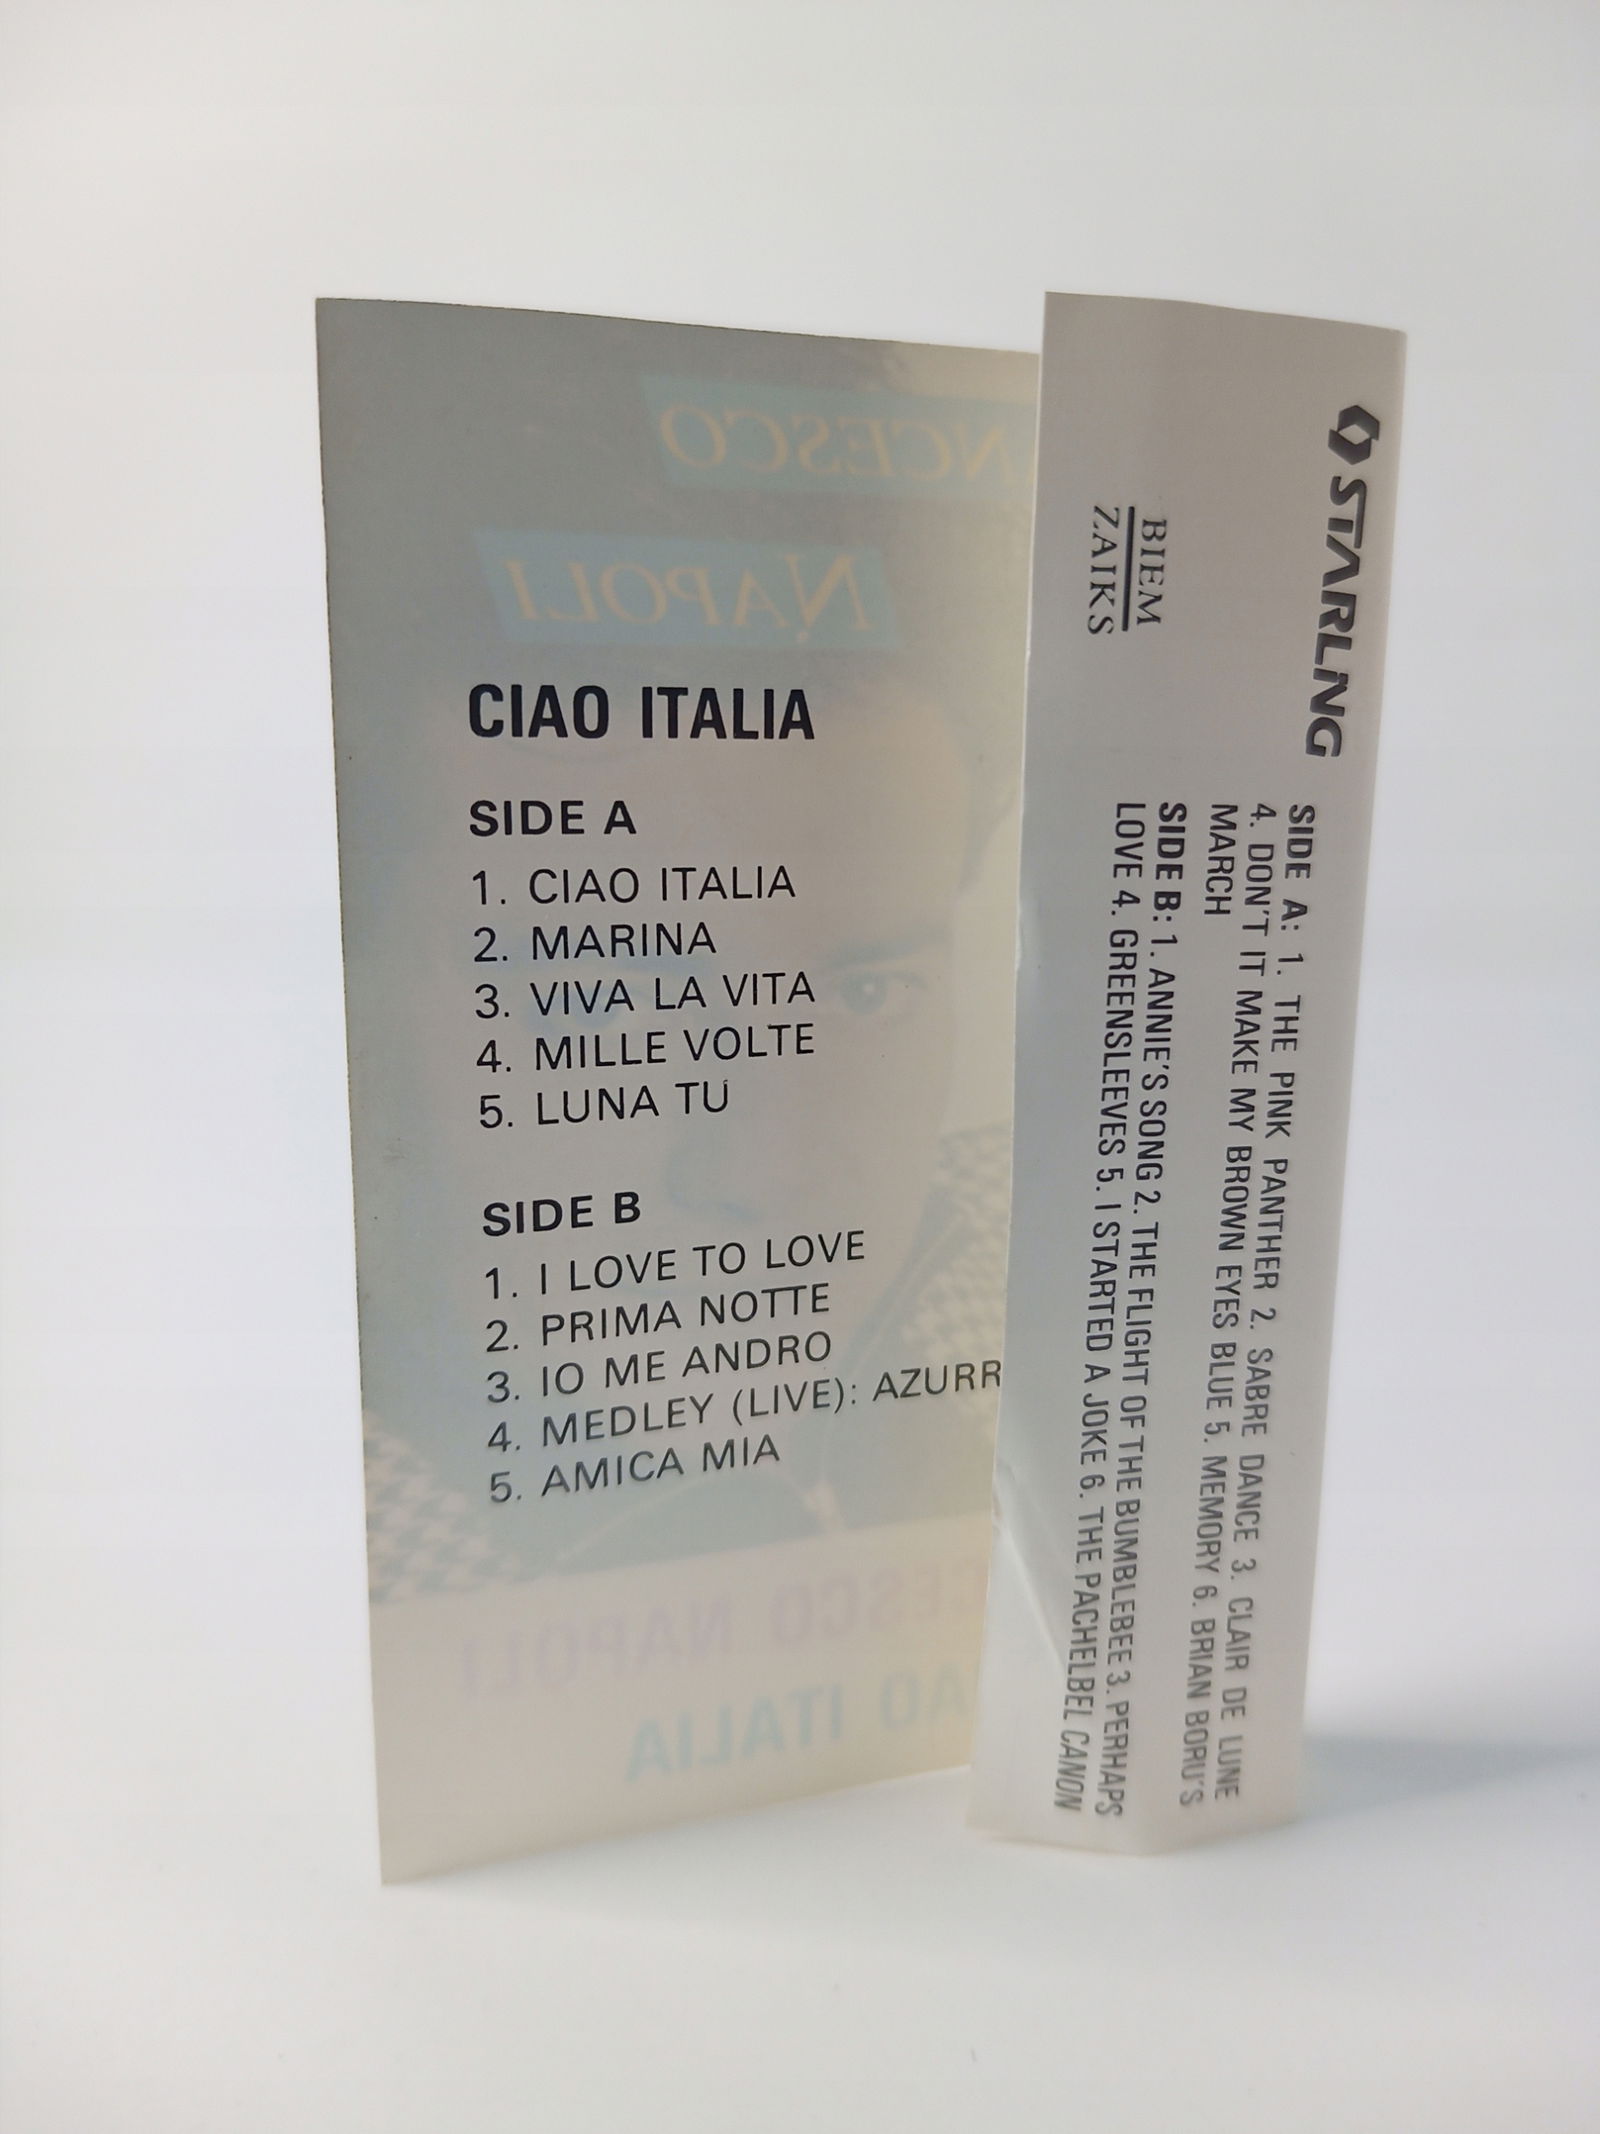 CIAO ITALIA
SIDE A
1. CIAO ITALIA
2. MARINA
3. VIVA LA VITA
4. MILLE VOLTE
5. LUNA TU
SIDE B
1. I LOVE TO LOVE
2. PRIMA NOTTE
3. IO ME ANDRO
4. MEDLEY (LIVE): AZURR
5. AMICA MIA
NCESCO
NAPOLI
ESCO NAPOLI
AO ITALIA
STARLING
BIEM
ZAIKS
SIDE A: 1. THE PINK PANTHER 2. SABRE DANCE 3. CLAIR DE LUNE
4. DON'T IT MAKE MY BROWN EYES BLUE 5. MEMORY 6. BRIAN BORU'S
MARCH
SIDE B: 1. ANNIE'S SONG 2. THE FLIGHT OF THE BUMBLEBEE 3. PERHAPS
LOVE 4. GREENSLEEVES 5. I STARTED A JOKE 6. THE PACHELBEL CANON